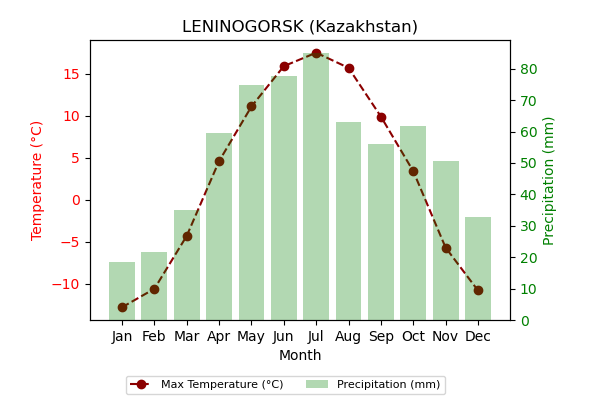 LENINOGORSK (Kazakhstan)
Temperature (°C)
15
10
5
0
−5
−10
80
70
60
50
40
30
20
10
0
Precipitation (mm)
Jan Feb Mar Apr May Jun Jul Aug Sep Oct Nov Dec
Month
Max Temperature (°C) Precipitation (mm)